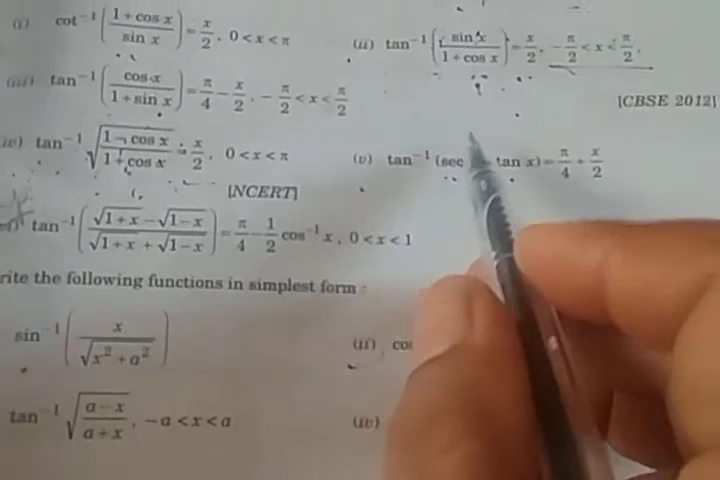 (i) cot⁻¹ ( (1 + cos x) / (sin x) ) = x/2 , 0 < x < π
(ii) tan⁻¹ ( (sin x) / (1 + cos x) ) = x/2 , -π/2 < x < π/2 ,
(iii) tan⁻¹ ( (cos x) / (1 + sin x) ) = π/4 - x/2 , -π/2 < x < π/2
[CBSE 2012]
(iv) tan⁻¹ √( (1 - cos x) / (1 + cos x) ) = x/2 , 0 < x < π
(v) tan⁻¹ (sec tan x) = π/4 + x/2
[NCERT]
tan⁻¹ ( (√(1 + x) - √(1 - x)) / (√(1 + x) + √(1 - x)) ) = π/4 - 1/2 cos⁻¹ x , 0 < x < 1
rite the following functions in simplest form :
sin⁻¹ ( x / √(x² + a²) )
(ii) co
tan⁻¹ √( (a - x) / (a + x) ) , -a < x < a
(iv)